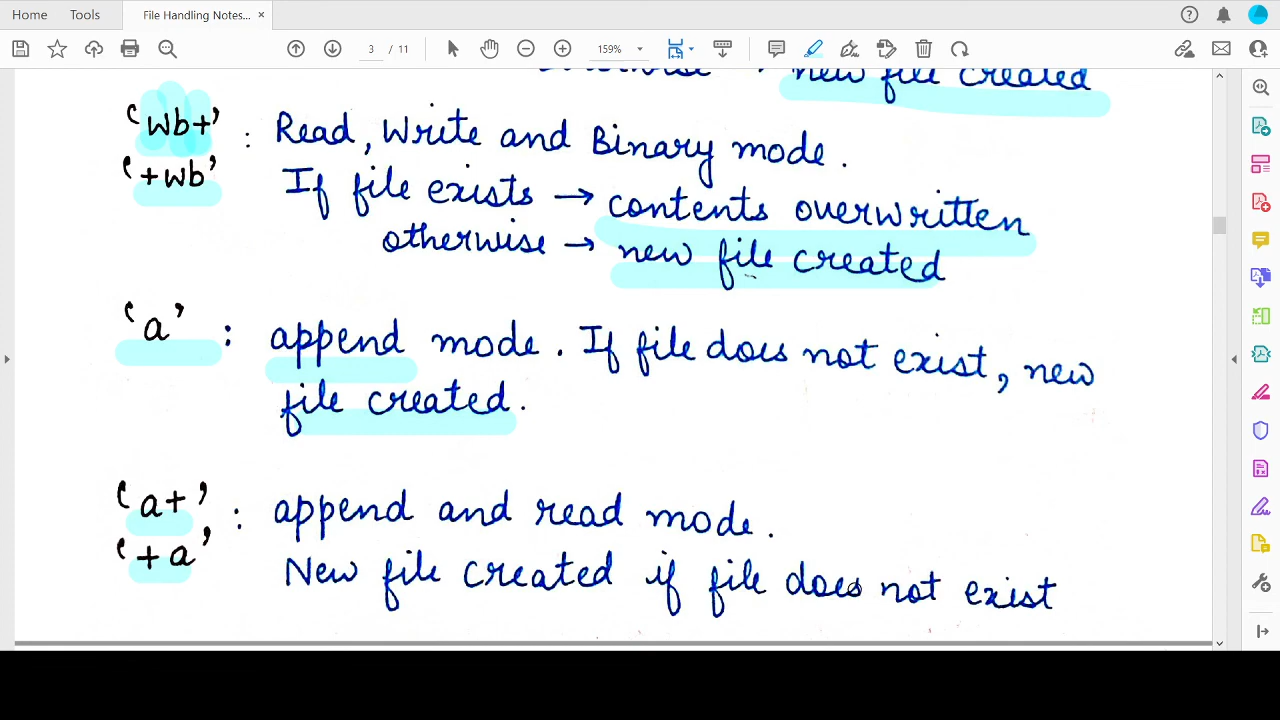 Home Tools File Handling Notes... ×
3 / 11 159%
otherwise → new file created
'wb+' : Read, Write and Binary mode.
'+wb' If file exists → contents overwritten
otherwise → new file created
'a' : append mode. If file does not exist, new
file created.
'a+' : append and read mode.
'+a' New file created if file does not exist